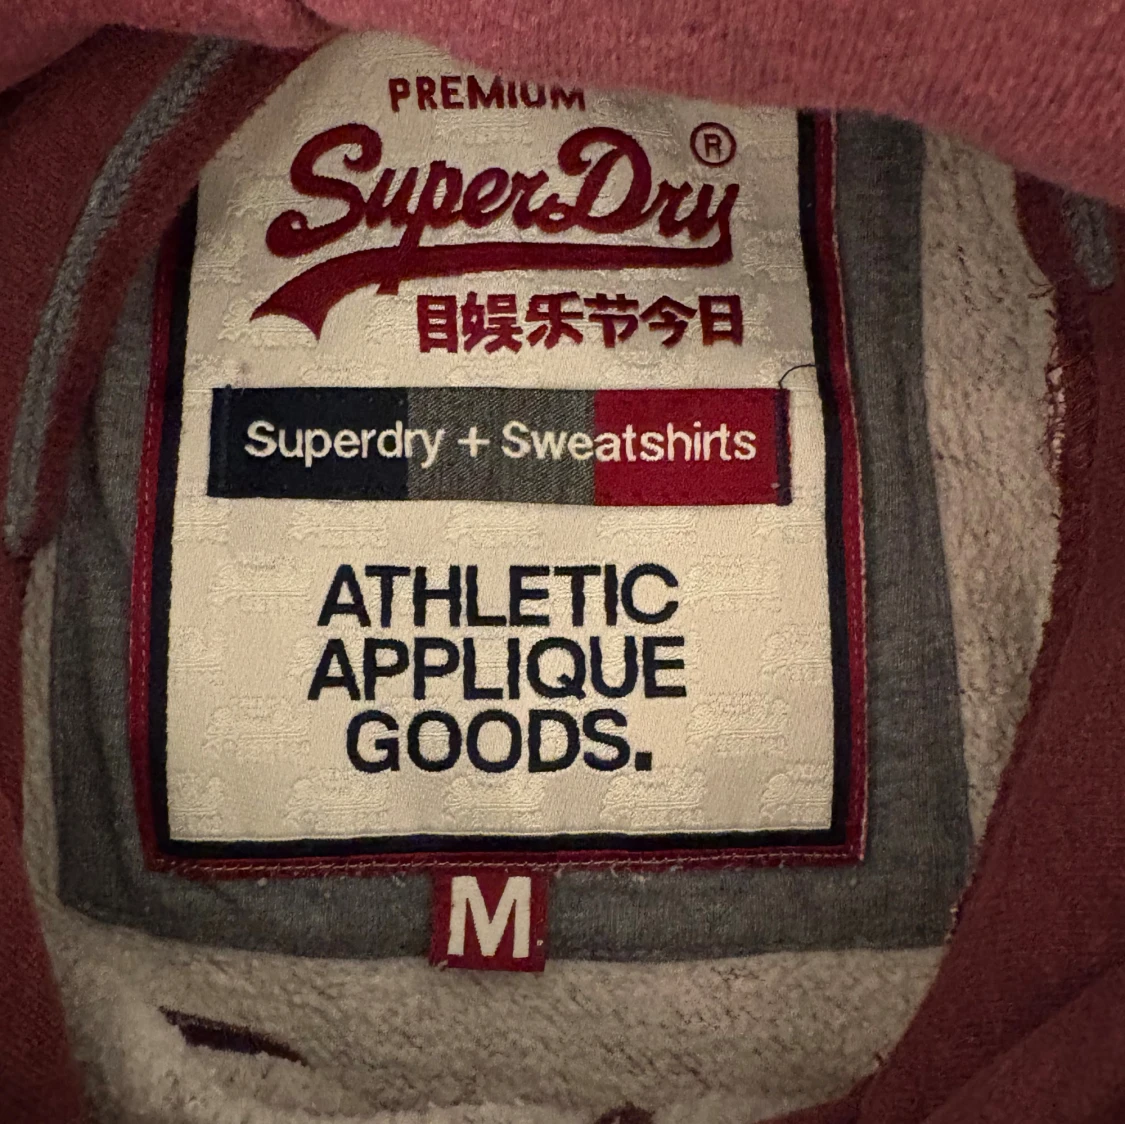 PREMIUM
SuperDry®
目娱乐节今日
Superdry + Sweatshirts
ATHLETIC
APPLIQUE
GOODS.
M